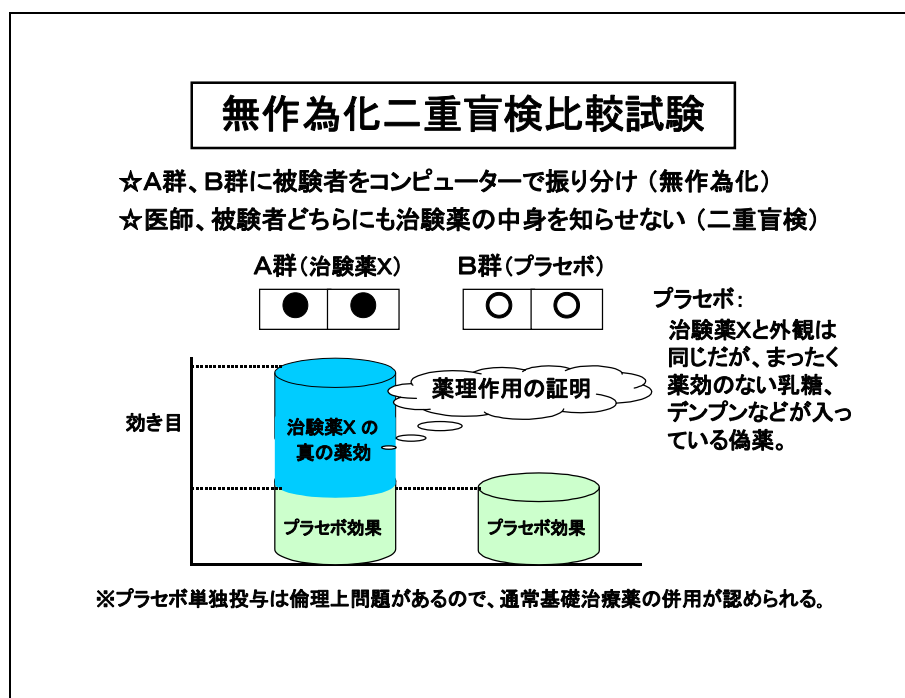 無作為化二重盲検比較試験
☆A群、B群に被験者をコンピューターで振り分け（無作為化）
☆医師、被験者どちらにも治験薬の中身を知らせない（二重盲検）
A群（治験薬X）
B群（プラセボ）
プラセボ：
治験薬Xと外観は
同じだが、まったく
薬効のない乳糖、
デンプンなどが入っ
ている偽薬。
薬理作用の証明
効き目
治験薬X の
真の薬効
プラセボ効果
プラセボ効果
※プラセボ単独投与は倫理上問題があるので、通常基礎治療薬の併用が認められる。